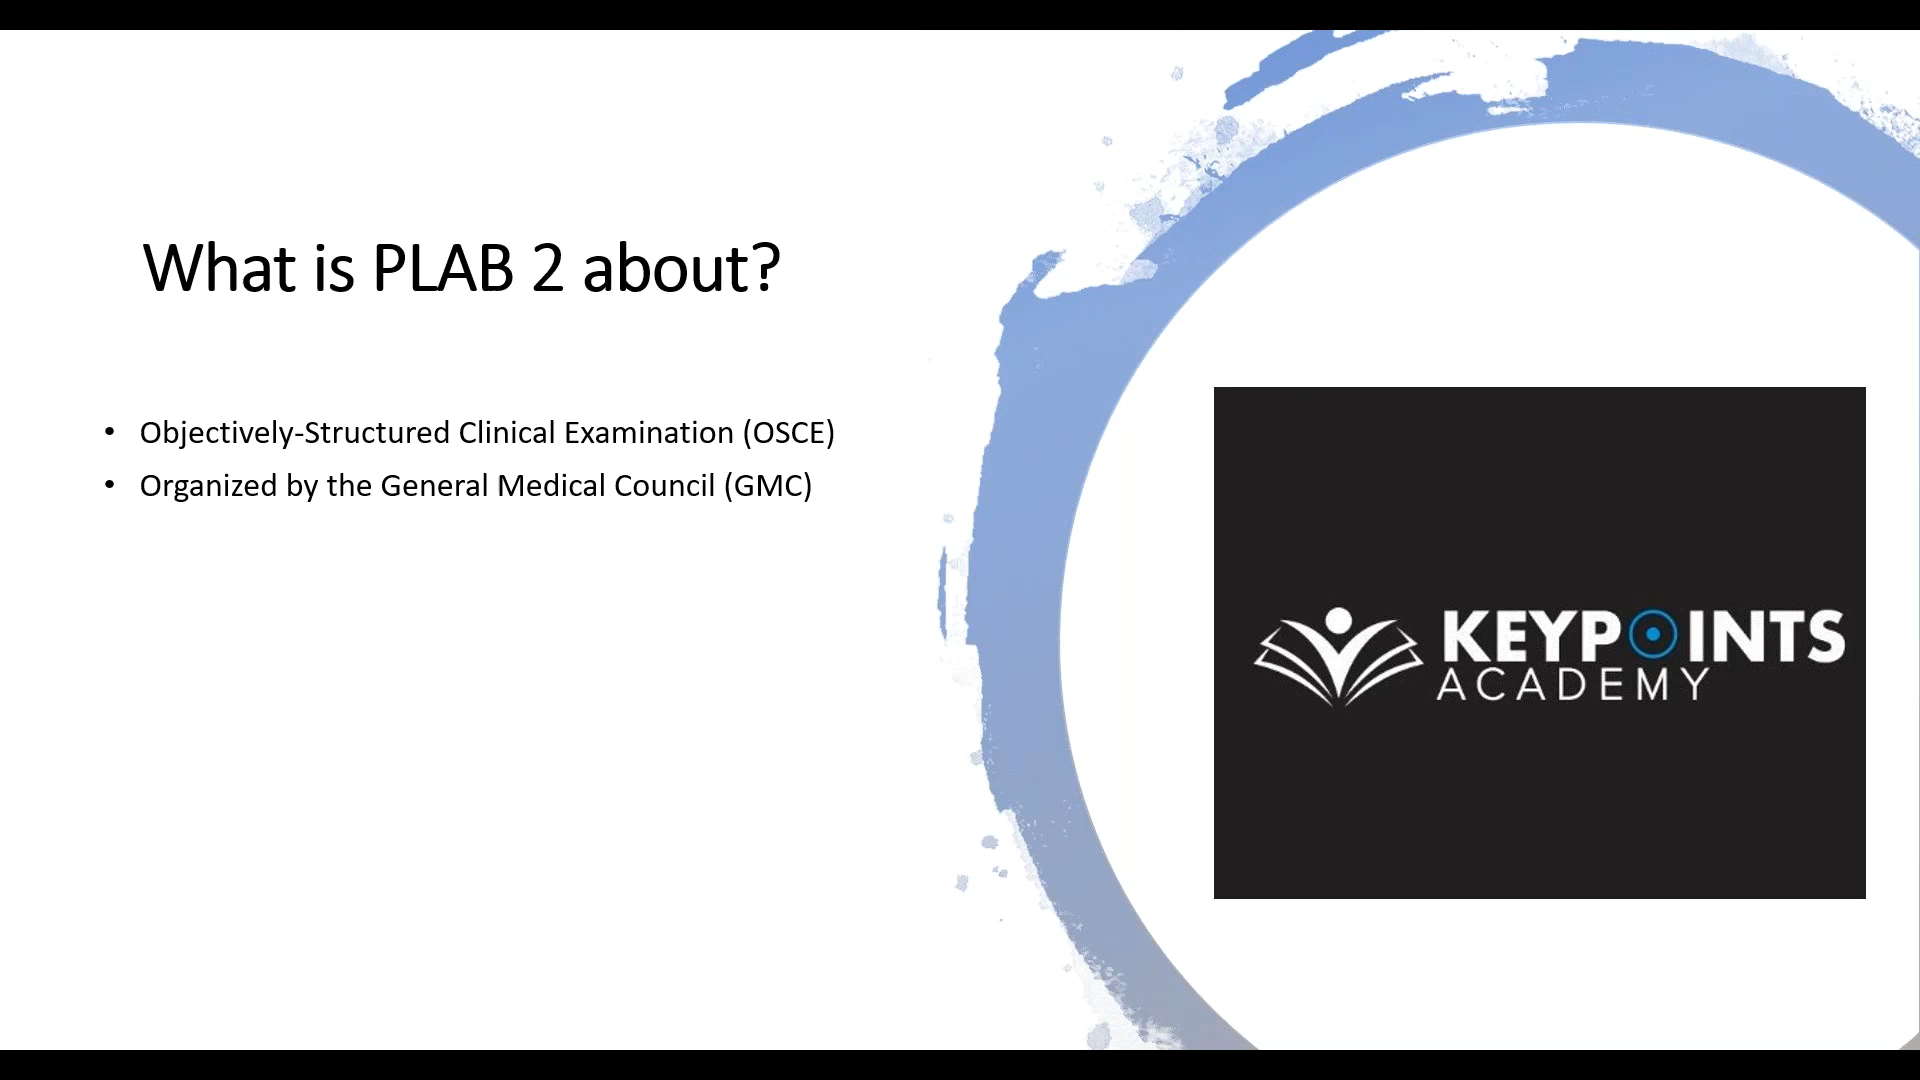 What is PLAB 2 about?
• Objectively-Structured Clinical Examination (OSCE)
• Organized by the General Medical Council (GMC)
KEYPOINTS
ACADEMY